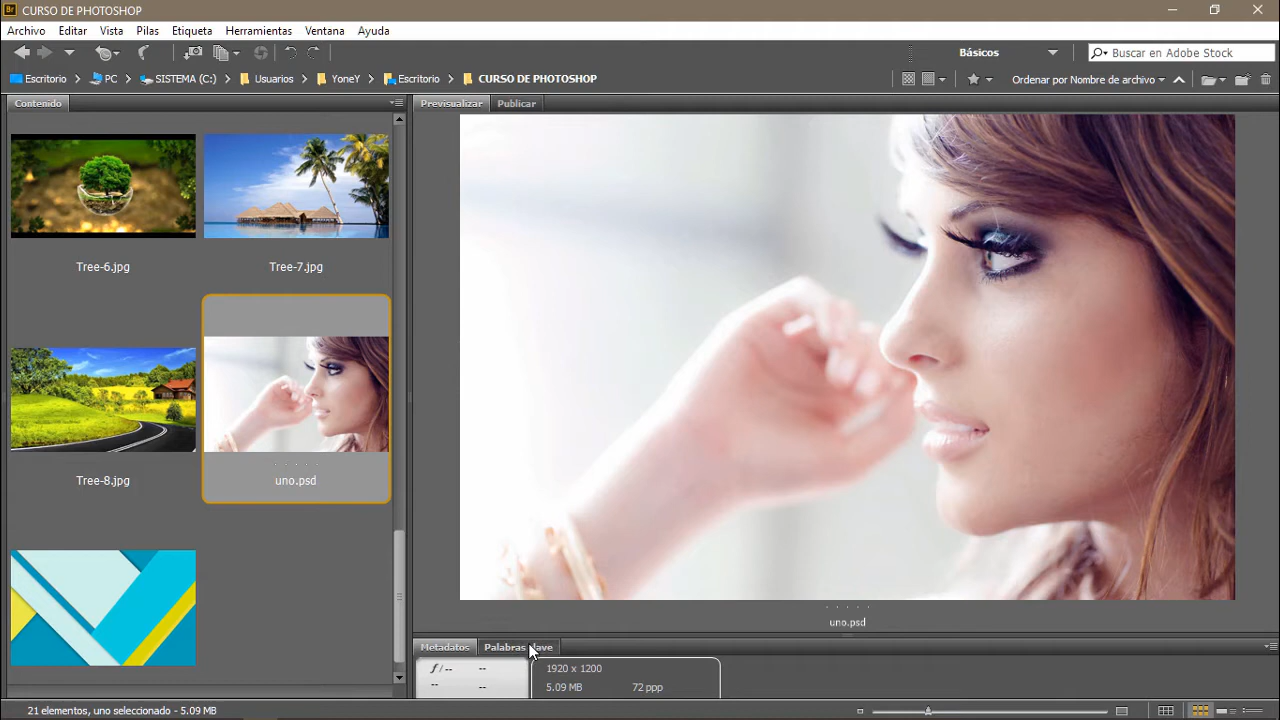 Br CURSO DE PHOTOSHOP
Archivo Editar Vista Pilas Etiqueta Herramientas Ventana Ayuda
Básicos Buscar en Adobe Stock
Escritorio PC SISTEMA (C:) Usuarios YoneY Escritorio CURSO DE PHOTOSHOP Ordenar por Nombre de archivo
Contenido Previsualizar Publicar
Tree-6.jpg Tree-7.jpg
Tree-8.jpg uno.psd
uno.psd
Metadatos Palabras clave
f/-- --
-- --
1920 x 1200
5.09 MB 72 ppp
21 elementos, uno seleccionado - 5.09 MB